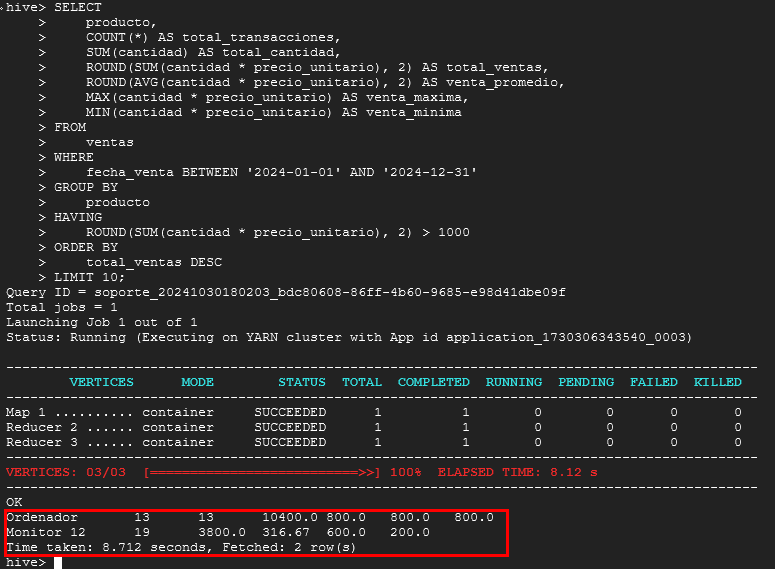 hive> SELECT
    >     producto,
    >     COUNT(*) AS total_transacciones,
    >     SUM(cantidad) AS total_cantidad,
    >     ROUND(SUM(cantidad * precio_unitario), 2) AS total_ventas,
    >     ROUND(AVG(cantidad * precio_unitario), 2) AS venta_promedio,
    >     MAX(cantidad * precio_unitario) AS venta_maxima,
    >     MIN(cantidad * precio_unitario) AS venta_minima
    > FROM
    >     ventas
    > WHERE
    >     fecha_venta BETWEEN '2024-01-01' AND '2024-12-31'
    > GROUP BY
    >     producto
    > HAVING
    >     ROUND(SUM(cantidad * precio_unitario), 2) > 1000
    > ORDER BY
    >     total_ventas DESC
    > LIMIT 10;
Query ID = soporte_20241030180203_bdc80608-86ff-4b60-9685-e98d41dbe09f
Total jobs = 1
Launching Job 1 out of 1
Status: Running (Executing on YARN cluster with App id application_1730306343540_0003)
----------------------------------------------------------------------------------------------
        VERTICES      MODE        STATUS  TOTAL  COMPLETED  RUNNING  PENDING  FAILED  KILLED
----------------------------------------------------------------------------------------------
Map 1 .......... container     SUCCEEDED      1          1        0        0       0       0
Reducer 2 ...... container     SUCCEEDED      1          1        0        0       0       0
Reducer 3 ...... container     SUCCEEDED      1          1        0        0       0       0
----------------------------------------------------------------------------------------------
VERTICES: 03/03  [==========================>>] 100%  ELAPSED TIME: 8.12 s
----------------------------------------------------------------------------------------------
OK
Ordenador       13      13      10400.0 800.0   800.0   800.0
Monitor 12      19      3800.0  316.67  600.0   200.0
Time taken: 8.712 seconds, Fetched: 2 row(s)
hive>